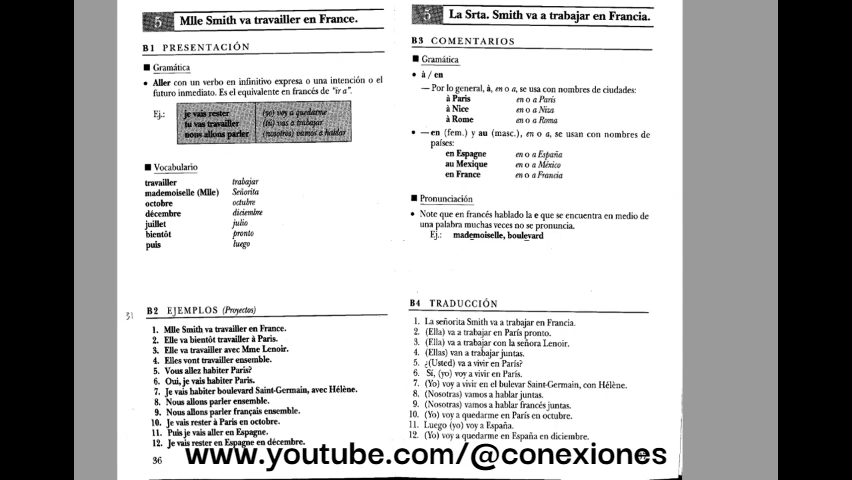 5 Mlle Smith va travailler en France.
B1 PRESENTACIÓN
■ Gramática
• Aller con un verbo en infinitivo expresa o una intención o el
futuro inmediato. Es el equivalente en francés de "ir a".
Ej.: je vais rester (yo) voy a quedarme
tu vas travailler (tú) vas a trabajar
nous allons parler (nosotros) vamos a hablar
■ Vocabulario
travailler trabajar
mademoiselle (Mlle) Señorita
octobre octubre
décembre diciembre
juillet julio
bientôt pronto
puis luego
31
B2 EJEMPLOS (Proyectos)
1. Mlle Smith va travailler en France.
2. Elle va bientôt travailler à Paris.
3. Elle va travailler avec Mme Lenoir.
4. Elles vont travailler ensemble.
5. Vous allez habiter Paris?
6. Oui, je vais habiter Paris.
7. Je vais habiter boulevard Saint-Germain, avec Hélène.
8. Nous allons parler ensemble.
9. Nous allons parler français ensemble.
10. Je vais rester à Paris en octobre.
11. Puis je vais aller en Espagne.
12. Je vais rester en Espagne en décembre.
36
5 La Srta. Smith va a trabajar en Francia.
B3 COMENTARIOS
■ Gramática
• à / en
— Por lo general, à, en o a, se usa con nombres de ciudades:
à Paris en o a París
à Nice en o a Niza
à Rome en o a Roma
• — en (fem.) y au (masc.), en o a, se usan con nombres de
países:
en Espagne en o a España
au Mexique en o a México
en France en o a Francia
■ Pronunciación
• Note que en francés hablado la e que se encuentra en medio de
una palabra muchas veces no se pronuncia.
Ej.: mademoiselle, boulevard
B4 TRADUCCIÓN
1. La señorita Smith va a trabajar en Francia.
2. (Ella) va a trabajar en París pronto.
3. (Ella) va a trabajar con la señora Lenoir.
4. (Ellas) van a trabajar juntas.
5. ¿(Usted) va a vivir en París?
6. Sí, (yo) voy a vivir en París.
7. (Yo) voy a vivir en el bulevar Saint-Germain, con Hélène.
8. (Nosotras) vamos a hablar juntas.
9. (Nosotras) vamos a hablar francés juntas.
10. (Yo) voy a quedarme en París en octubre.
11. Luego (yo) voy a España.
12. (Yo) voy a quedarme en España en diciembre.
www.youtube.com/@conexiones